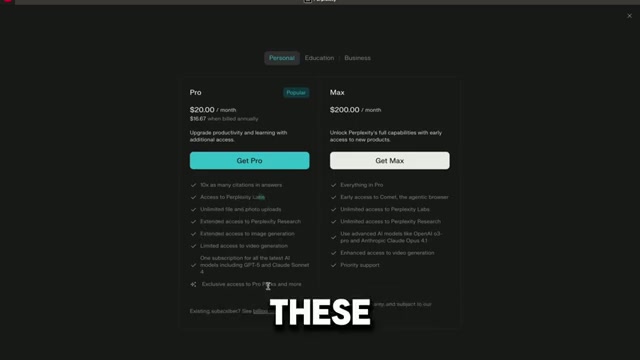 Perplexity
Personal
Education
Business
Pro
Popular
$20.00 / month
$16.67 when billed annually
Upgrade productivity and learning with
additional access.
Get Pro
10x as many citations in answers
Access to Perplexity Labs
Unlimited file and photo uploads
Extended access to Perplexity Research
Extended access to image generation
Limited access to video generation
One subscription for all the latest AI
models including GPT-5 and Claude Sonnet
4
Exclusive access to Pro Perks and more
Max
$200.00 / month
Unlock Perplexity's full capabilities with early
access to new products.
Get Max
Everything in Pro
Early access to Comet, the agentic browser
Unlimited access to Perplexity Labs
Unlimited access to Perplexity Research
Use advanced AI models like OpenAI o3-
pro and Anthropic Claude Opus 4.1
Enhanced access to video generation
Priority support
Existing subscriber? See billing
only, and subject to our
THESE